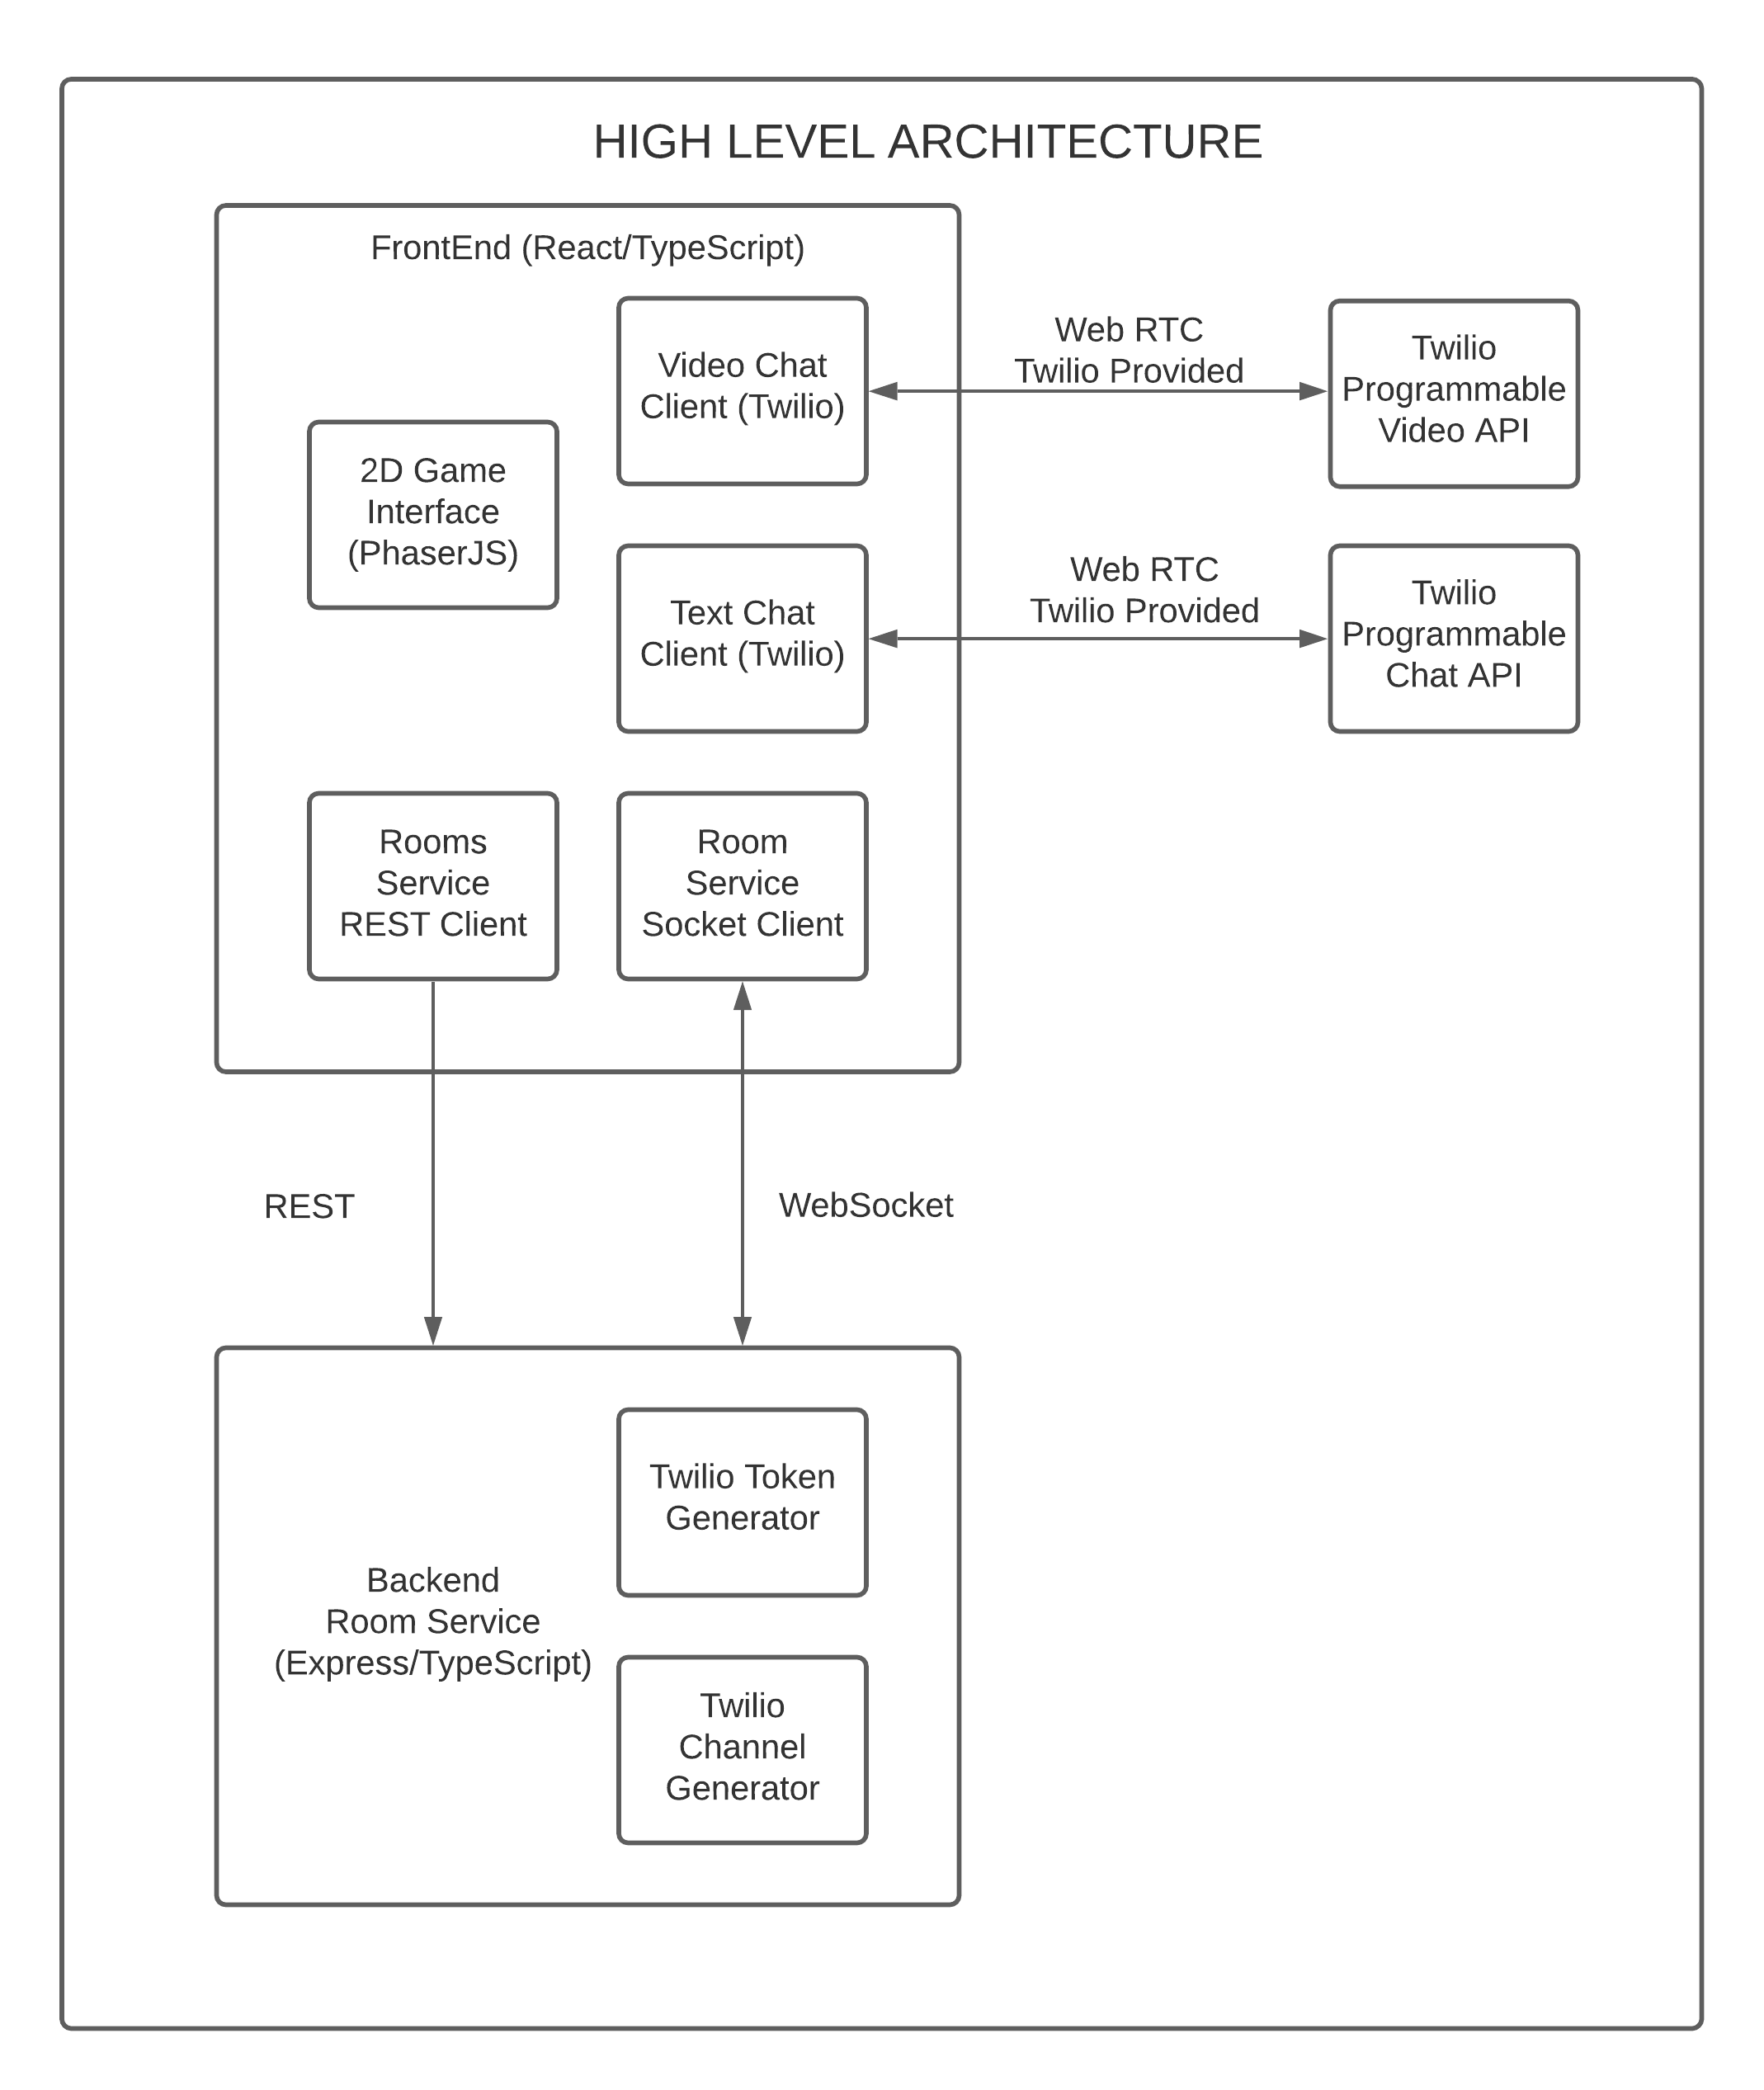 HIGH LEVEL ARCHITECTURE
FrontEnd (React/TypeScript)
Video Chat
Client (Twilio)
Web RTC
Twilio Provided
Twilio
Programmable
Video API
2D Game
Interface
(PhaserJS)
Text Chat
Client (Twilio)
Web RTC
Twilio Provided
Twilio
Programmable
Chat API
Rooms
Service
REST Client
Room
Service
Socket Client
REST
WebSocket
Backend
Room Service
(Express/TypeScript)
Twilio Token
Generator
Twilio
Channel
Generator